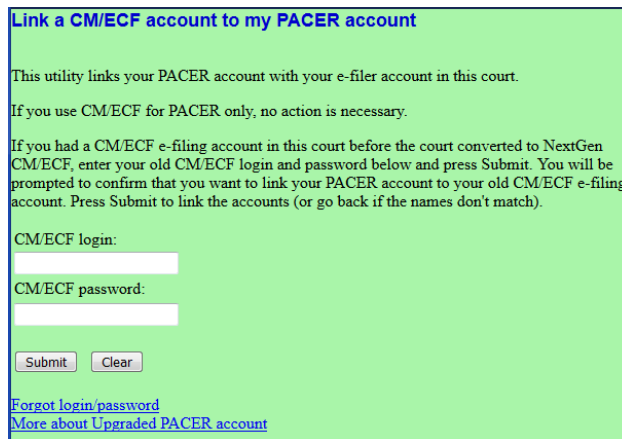 Link a CM/ECF account to my PACER account
This utility links your PACER account with your e-filer account in this court.
If you use CM/ECF for PACER only, no action is necessary.
If you had a CM/ECF e-filing account in this court before the court converted to NextGen
CM/ECF, enter your old CM/ECF login and password below and press Submit. You will be
prompted to confirm that you want to link your PACER account to your old CM/ECF e-filing
account. Press Submit to link the accounts (or go back if the names don't match).
CM/ECF login:
CM/ECF password:
Submit Clear
Forgot login/password
More about Upgraded PACER account